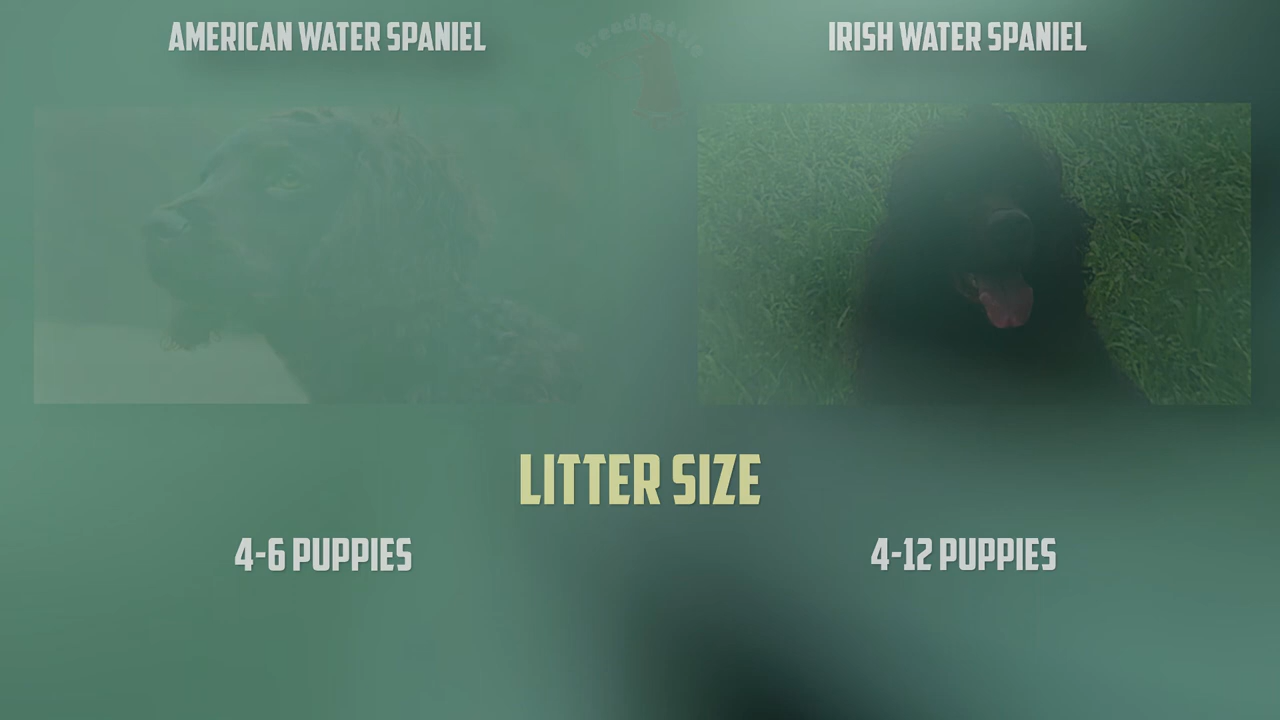 AMERICAN WATER SPANIEL
IRISH WATER SPANIEL
LITTER SIZE
4-6 PUPPIES
4-12 PUPPIES